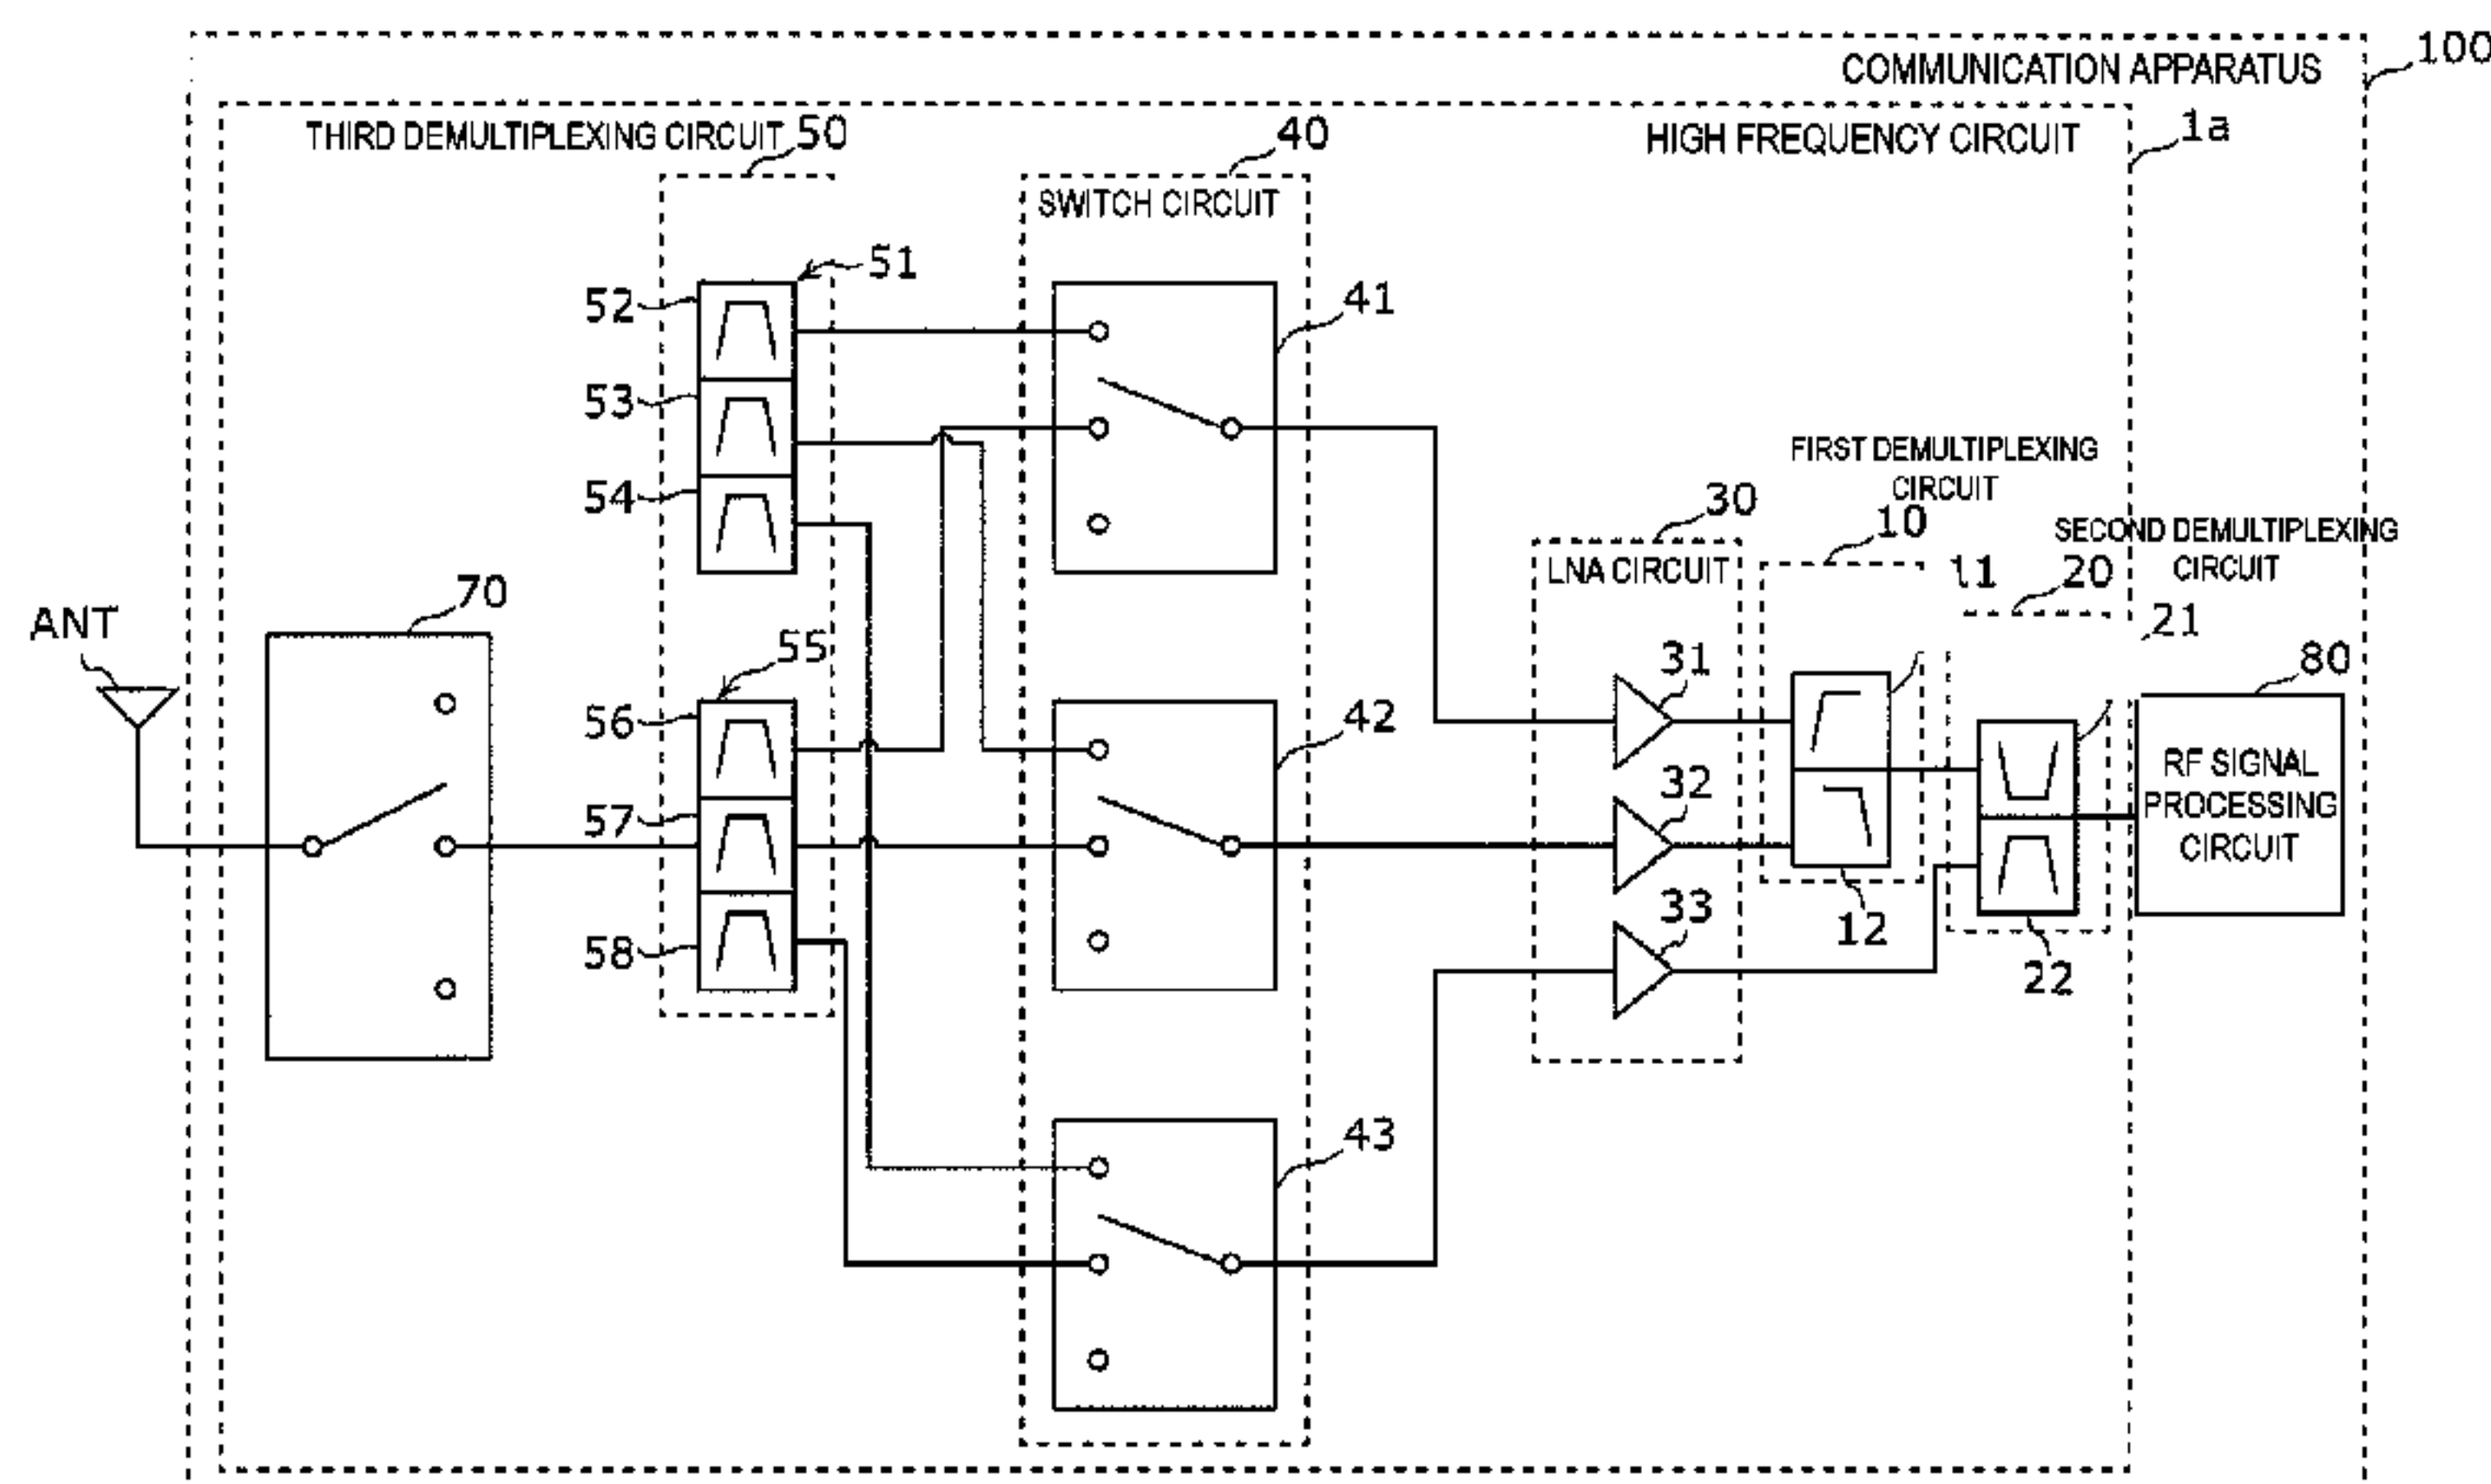 100
COMMUNICATION APPARATUS
THIRD DEMULTIPLEXING CIRCUIT 50
40
HIGH FREQUENCY CIRCUIT
1a
SWITCH CIRCUIT
51
52
41
53
54
FIRST DEMULTIPLEXING
CIRCUIT
10
30
LNA CIRCUIT
SECOND DEMULTIPLEXING
CIRCUIT
11
20
21
ANT
70
55
56
42
31
80
57
32
RF SIGNAL
PROCESSING
CIRCUIT
58
33
12
22
43